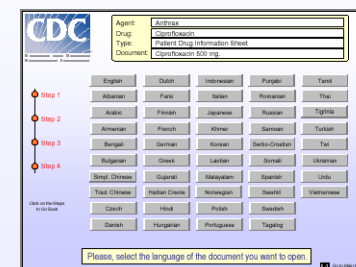 CDC
Agent: Anthrax
Drug: Ciprofloxacin
Type: Patient Drug Information Sheet
Document: Ciprofloxacin 500 mg.
English Dutch Indonesian Punjabi Tamil
Albanian Farsi Italian Romanian Thai
Arabic Finnish Japanese Russian Tigrinia
Armenian French Khmer Samoan Turkish
Bengali German Korean Serbo-Croatian Twi
Bulgarian Greek Laotian Somali Ukrainian
Simpl. Chinese Gujarati Malayalam Spanish Urdu
Trad. Chinese Haitian Creole Norwegian Swahili Vietnamese
Czech Hindi Polish Swedish
Danish Hungarian Portuguese Tagalog
Step 1
Step 2
Step 3
Step 4
Click on the Steps
to Go Back
Please, select the language of the document you want to open.